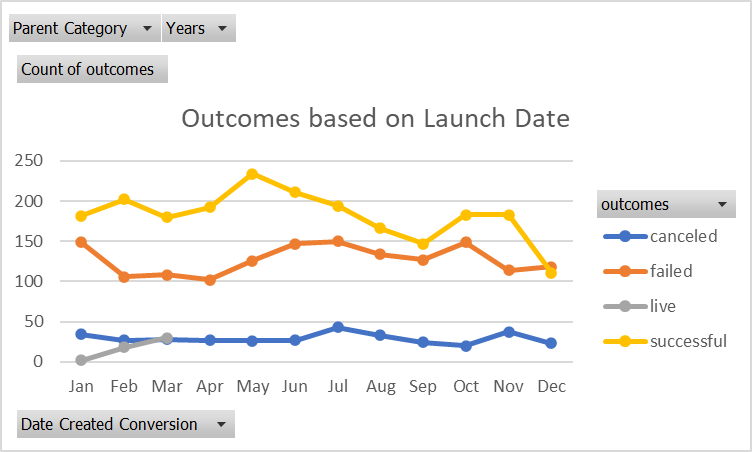 Parent Category Years
Count of outcomes
Outcomes based on Launch Date
250
200
150
100
50
0
Jan Feb Mar Apr May Jun Jul Aug Sep Oct Nov Dec
outcomes
canceled
failed
live
successful
Date Created Conversion